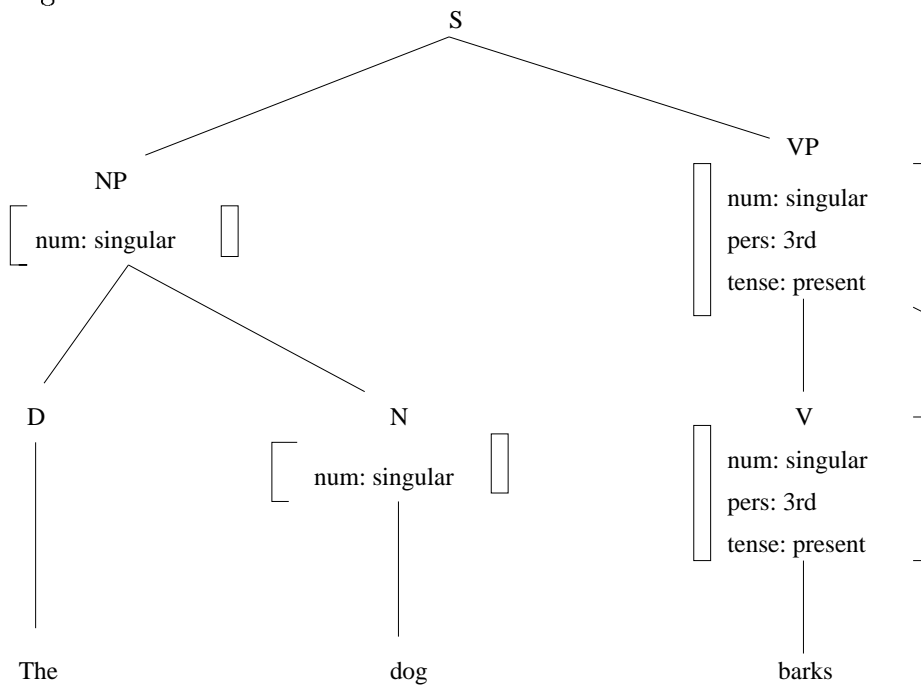 S
NP
VP
num: singular
num: singular
pers: 3rd
tense: present
D
N
V
num: singular
num: singular
pers: 3rd
tense: present
The
dog
barks